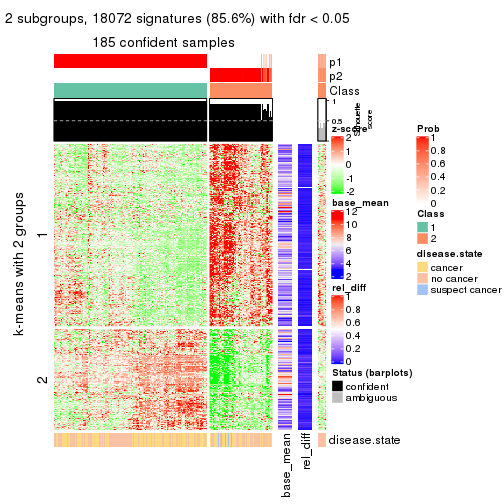 2 subgroups, 18072 signatures (85.6%) with fdr < 0.05
185 confident samples
p1
p2
Class
1
0.5
Silhouette
score
k-means with 2 groups
1
2
z-score
2
1
0
-1
-2
base_mean
12
10
8
6
4
2
rel_diff
1
0.8
0.6
0.4
0.2
0
Status (barplots)
confident
ambiguous
Prob
1
0.8
0.6
0.4
0.2
0
Class
1
2
disease.state
cancer
no cancer
suspect cancer
disease.state
base_mean
rel_diff